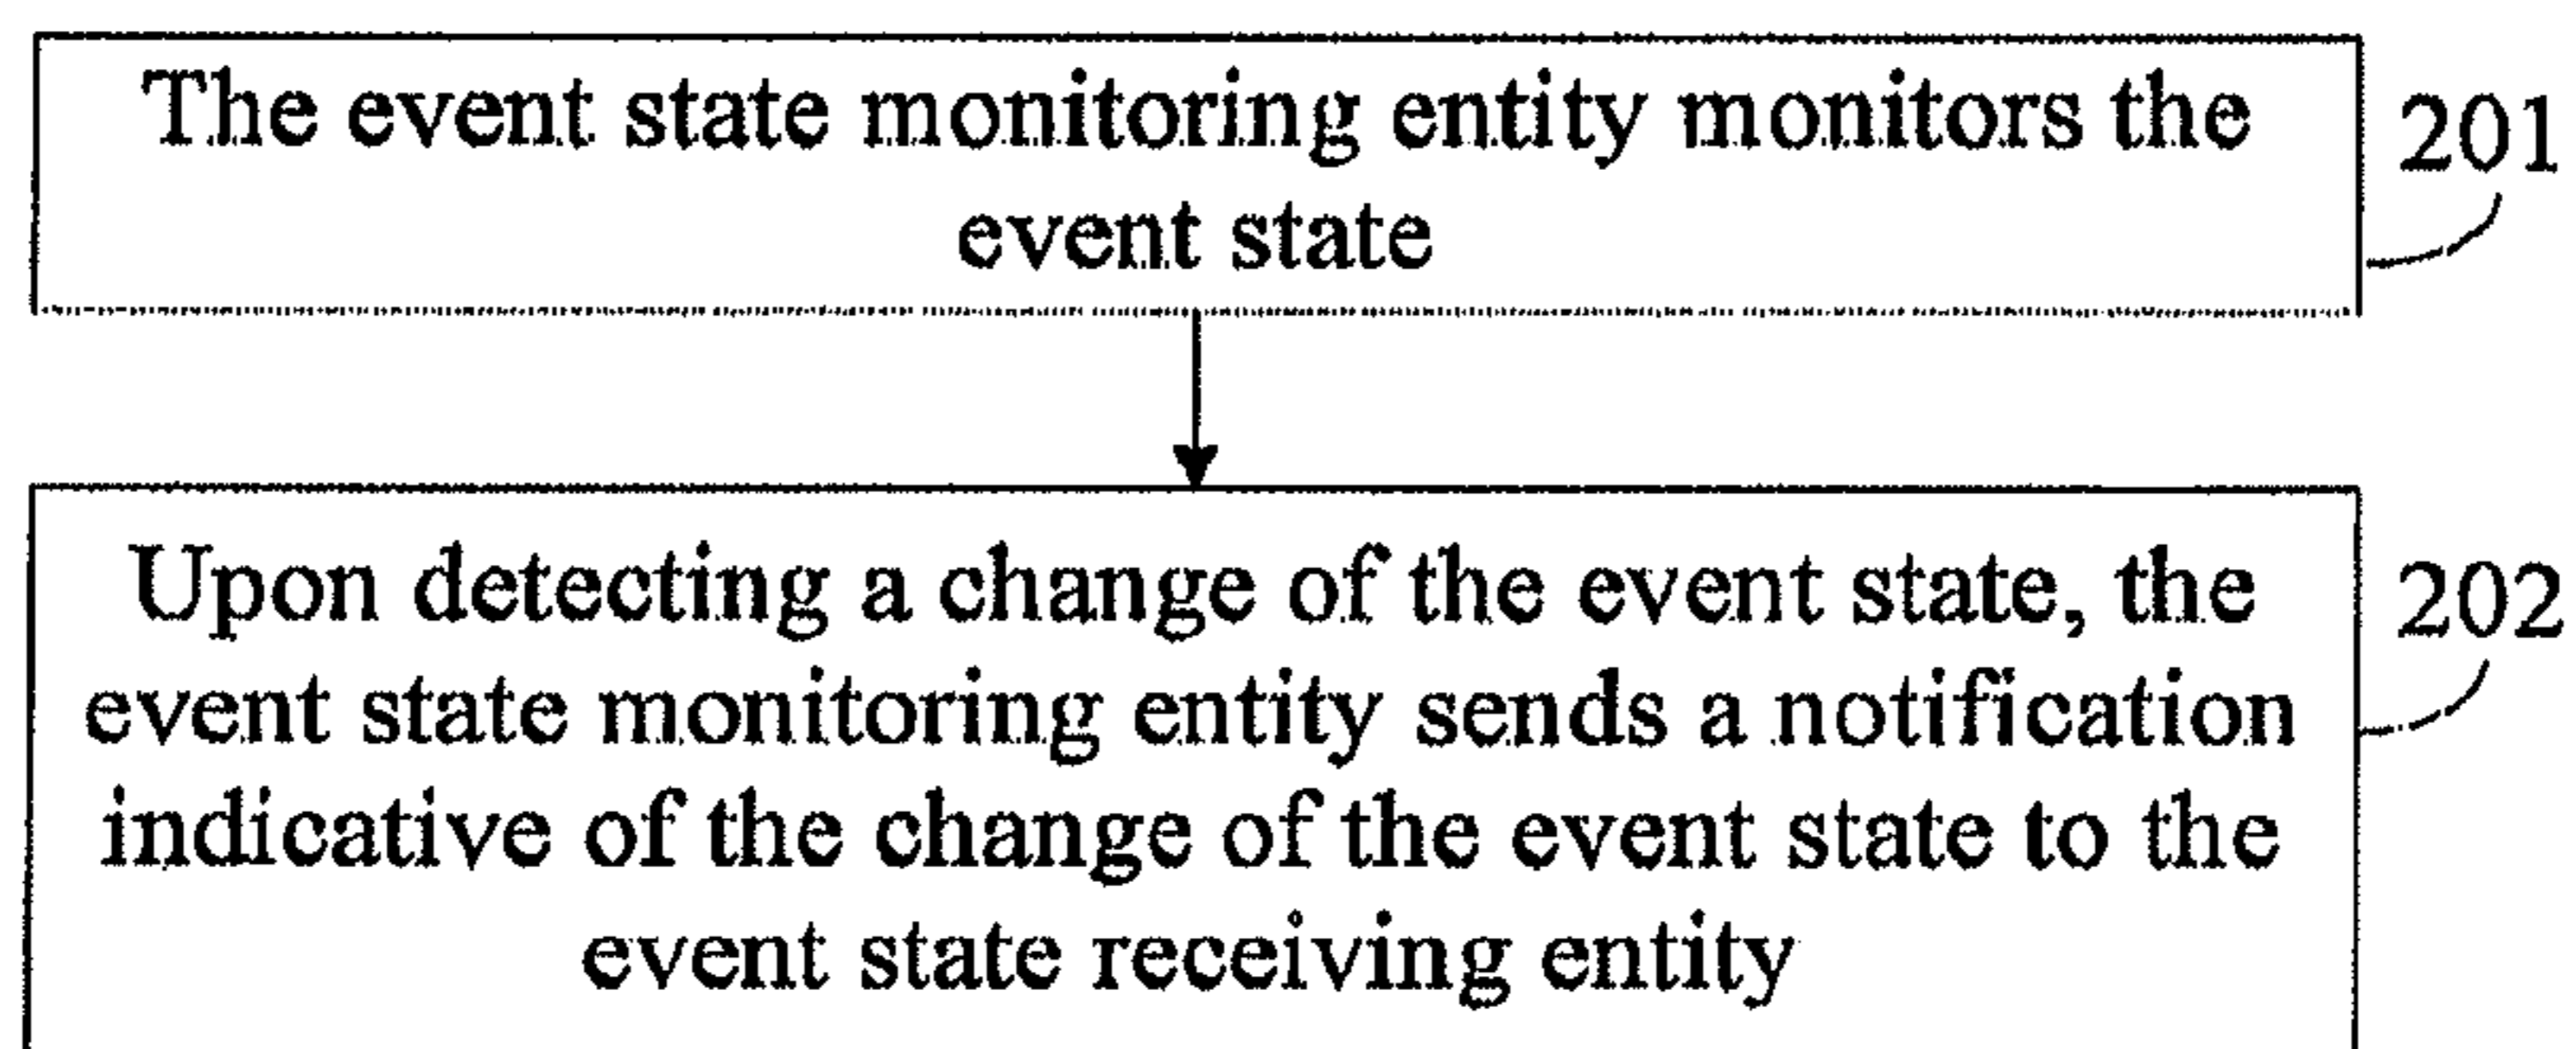 The event state monitoring entity monitors the
event state
201
Upon detecting a change of the event state, the
event state monitoring entity sends a notification
indicative of the change of the event state to the
event state receiving entity
202